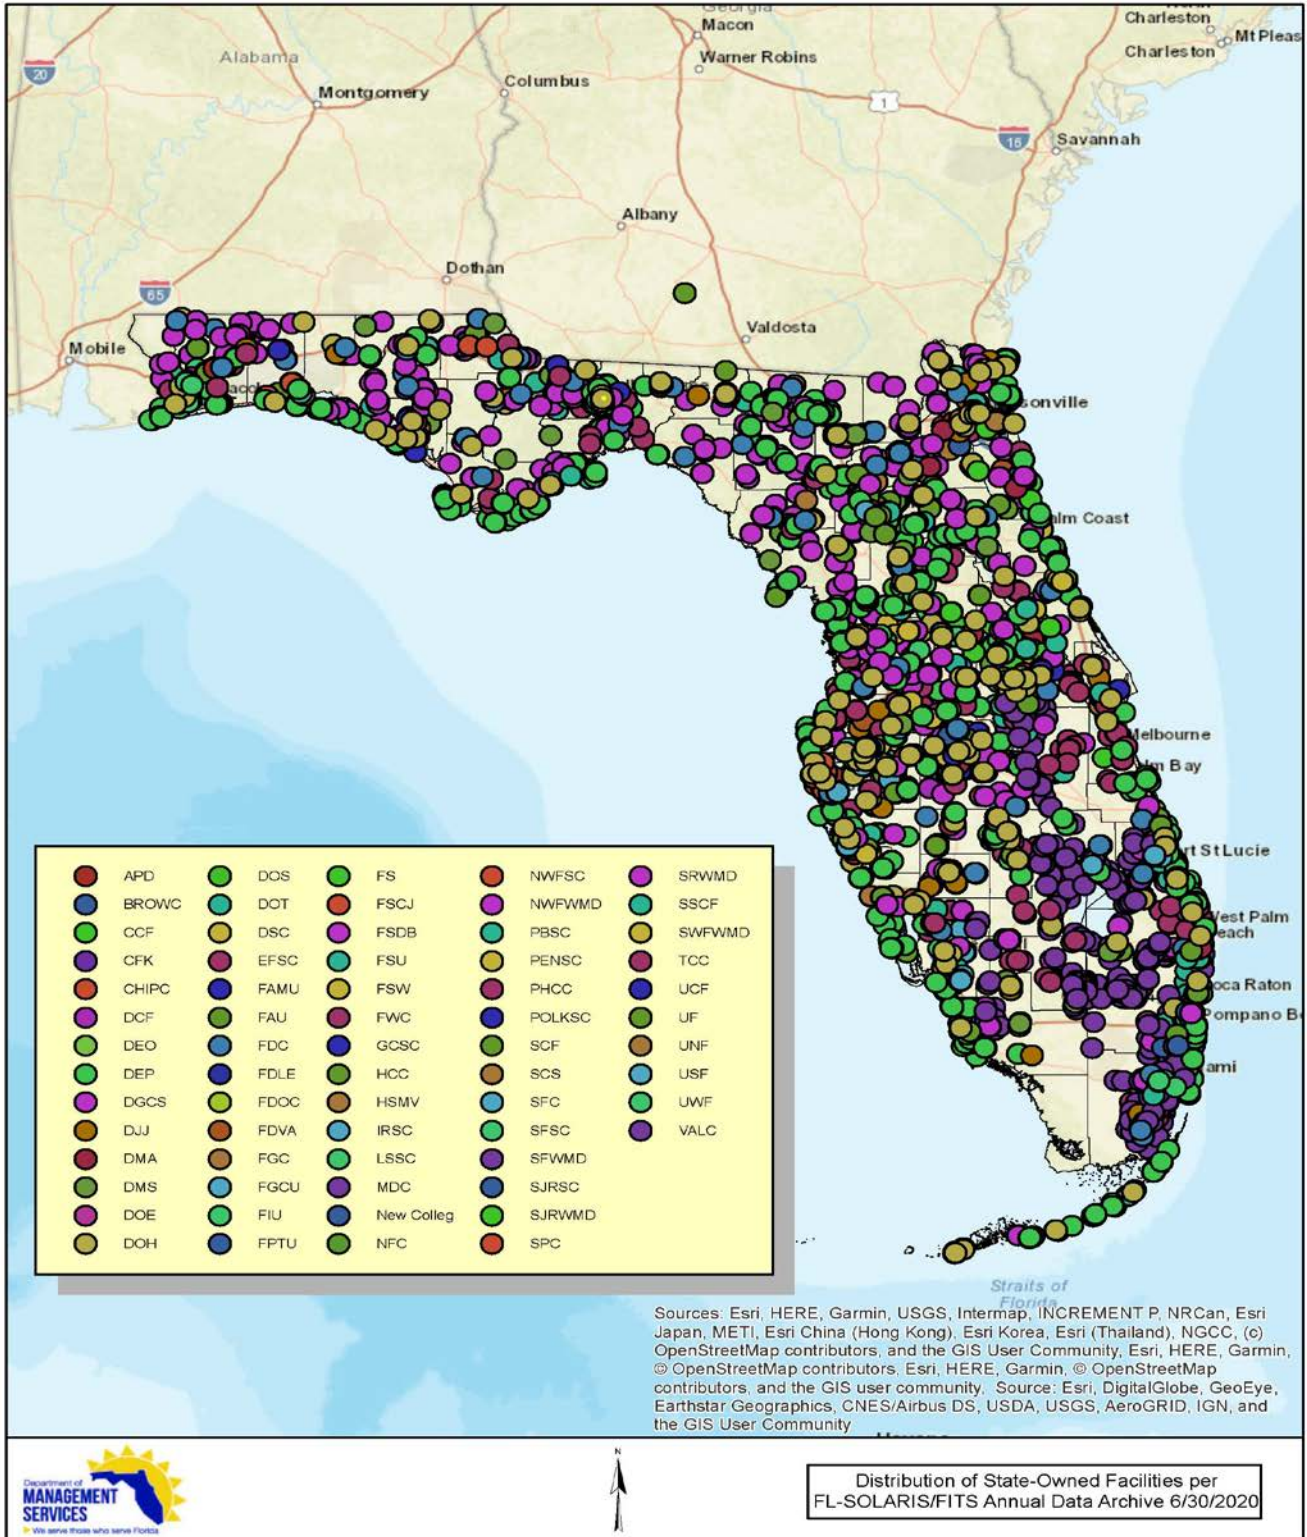 Georgia
Macon
Charleston
Mt Pleas
Charleston
Warner Robins
Alabama
20
Columbus
Montgomery
1
16
Savannah
Albany
Dothan
65
Valdosta
Mobile
sonville
alm Coast
Melbourne
lm Bay
rt St Lucie
West Palm
each
oca Raton
Pompano Be
ami
APD
BROWC
CCF
CFK
CHIPC
DCF
DEO
DEP
DGCS
DJJ
DMA
DMS
DOE
DOH
DOS
DOT
DSC
EFSC
FAMU
FAU
FDC
FDLE
FDOC
FDVA
FGC
FGCU
FIU
FPTU
FS
FSCJ
FSDB
FSU
FSW
FWC
GCSC
HCC
HSMV
IRSC
LSSC
MDC
New Colleg
NFC
NWFSC
NWFWMD
PBSC
PENSC
PHCC
POLKSC
SCF
SCS
SFC
SFSC
SFWMD
SJRSC
SJRWMD
SPC
SRWMD
SSCF
SWFWMD
TCC
UCF
UF
UNF
USF
UWF
VALC
Straits of
Florida
Sources: Esri, HERE, Garmin, USGS, Intermap, INCREMENT P, NRCan, Esri
Japan, METI, Esri China (Hong Kong), Esri Korea, Esri (Thailand), NGCC, (c)
OpenStreetMap contributors, and the GIS User Community, Esri, HERE, Garmin,
© OpenStreetMap contributors, Esri, HERE, Garmin, © OpenStreetMap
contributors, and the GIS user community, Source: Esri, DigitalGlobe, GeoEye,
Earthstar Geographics, CNES/Airbus DS, USDA, USGS, AeroGRID, IGN, and
the GIS User Community
Department of
MANAGEMENT
SERVICES
We serve those who serve Florida
N
Distribution of State-Owned Facilities per
FL-SOLARIS/FITS Annual Data Archive 6/30/2020